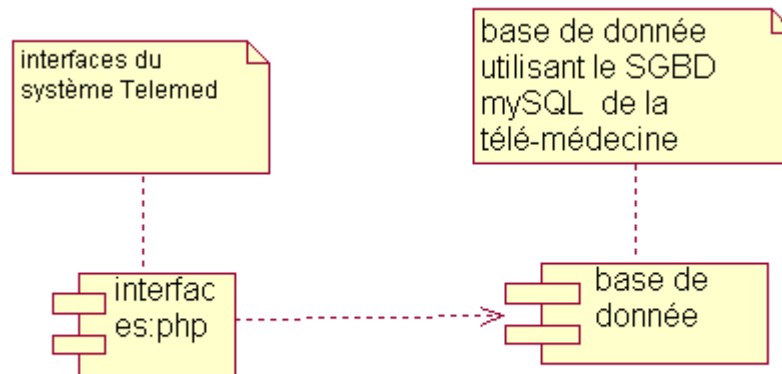 interfaces du
système Telemed
base de donnée
utilisant le SGBD
mySQL  de la
télé-médecine
interfac
es:php
base de
donnée